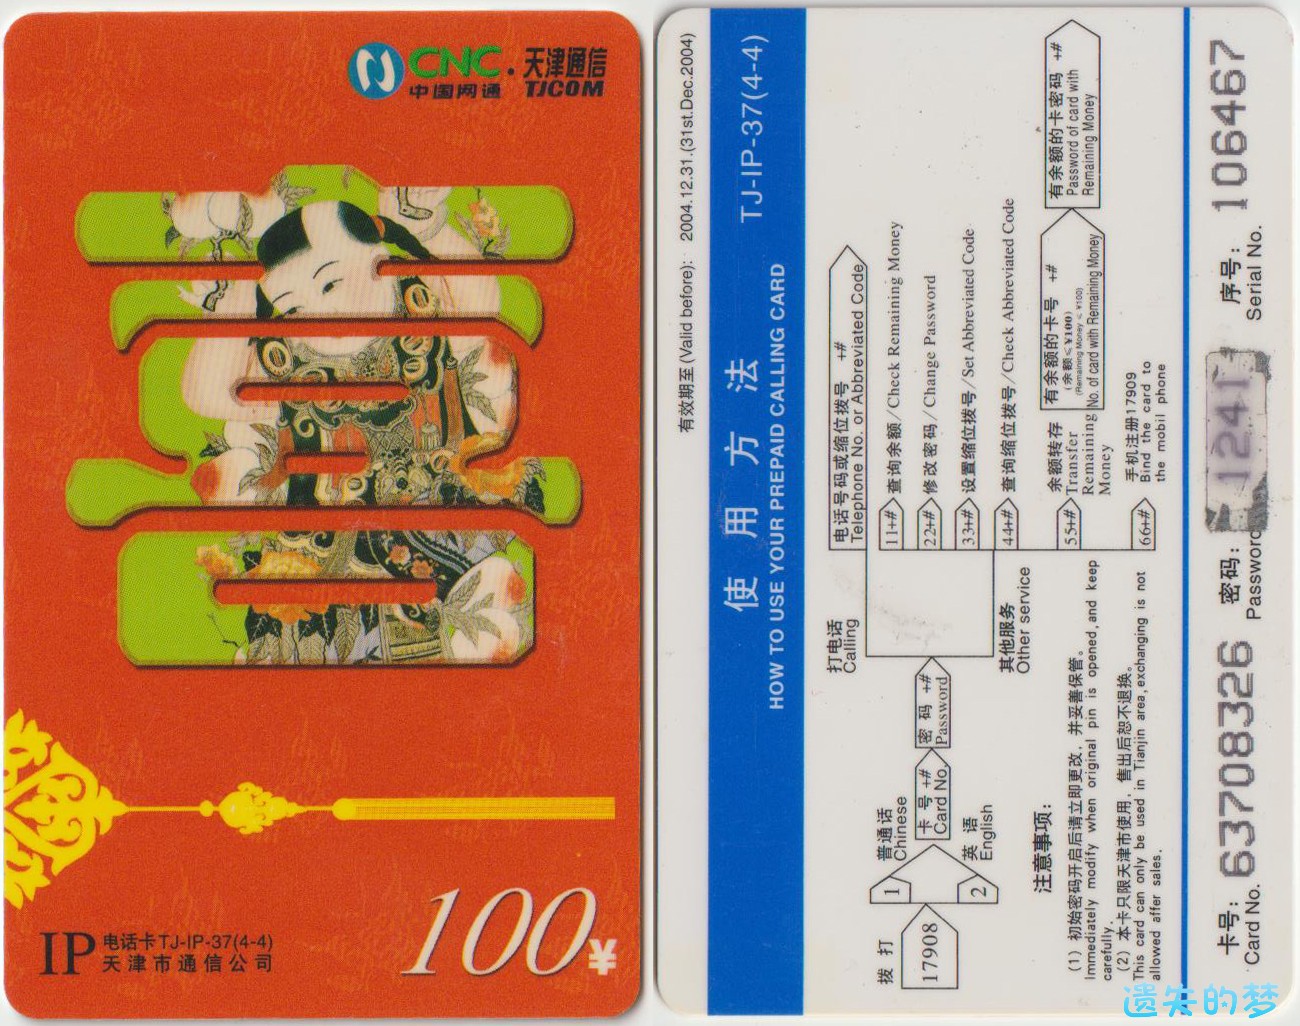 CNC · 天津通信
中国网通 TJCOM
100¥
IP 电话卡TJ-IP-37(4-4)
天津市通信公司
有效期至(Valid before): 2004.12.31.(31st.Dec.2004)
使用方法 TJ-IP-37(4-4)
HOW TO USE YOUR PREPAID CALLING CARD
拨打
17908
1
普通话
Chinese
2
英语
English
卡号+#
Card No.
密码+#
Password
打电话
Calling
电话号码或缩位拨号 +#
Telephone No. or Abbreviated Code
其他服务
Other service
11+# 查询余额/Check Remaining Money
22+# 修改密码/Change Password
33+# 设置缩位拨号/Set Abbreviated Code
44+# 查询缩位拨号/Check Abbreviated Code
55+# 余额转存
Transfer
Remaining
Money
有余额的卡号 +#
(余额≤¥100)
(Remaining Money ≤ ¥100)
No. of card with Remaining Money
有余额的卡密码 +#
Password of card with
Remaining Money
66+# 手机注册17909
Bind the card to
the mobil phone
注意事项:
(1) 初始密码开启后请立即更改,并妥善保管。
Immediately modify when original pin is opened,and keep
carefully.
(2) 本卡只限天津市使用,售出后恕不退换。
This card can only be used in Tianjin area,exchanging is not
allowed affer sales.
卡号: 63708326 密码: 11241 序号: 106467
Card No. Password Serial No.
遗失的梦